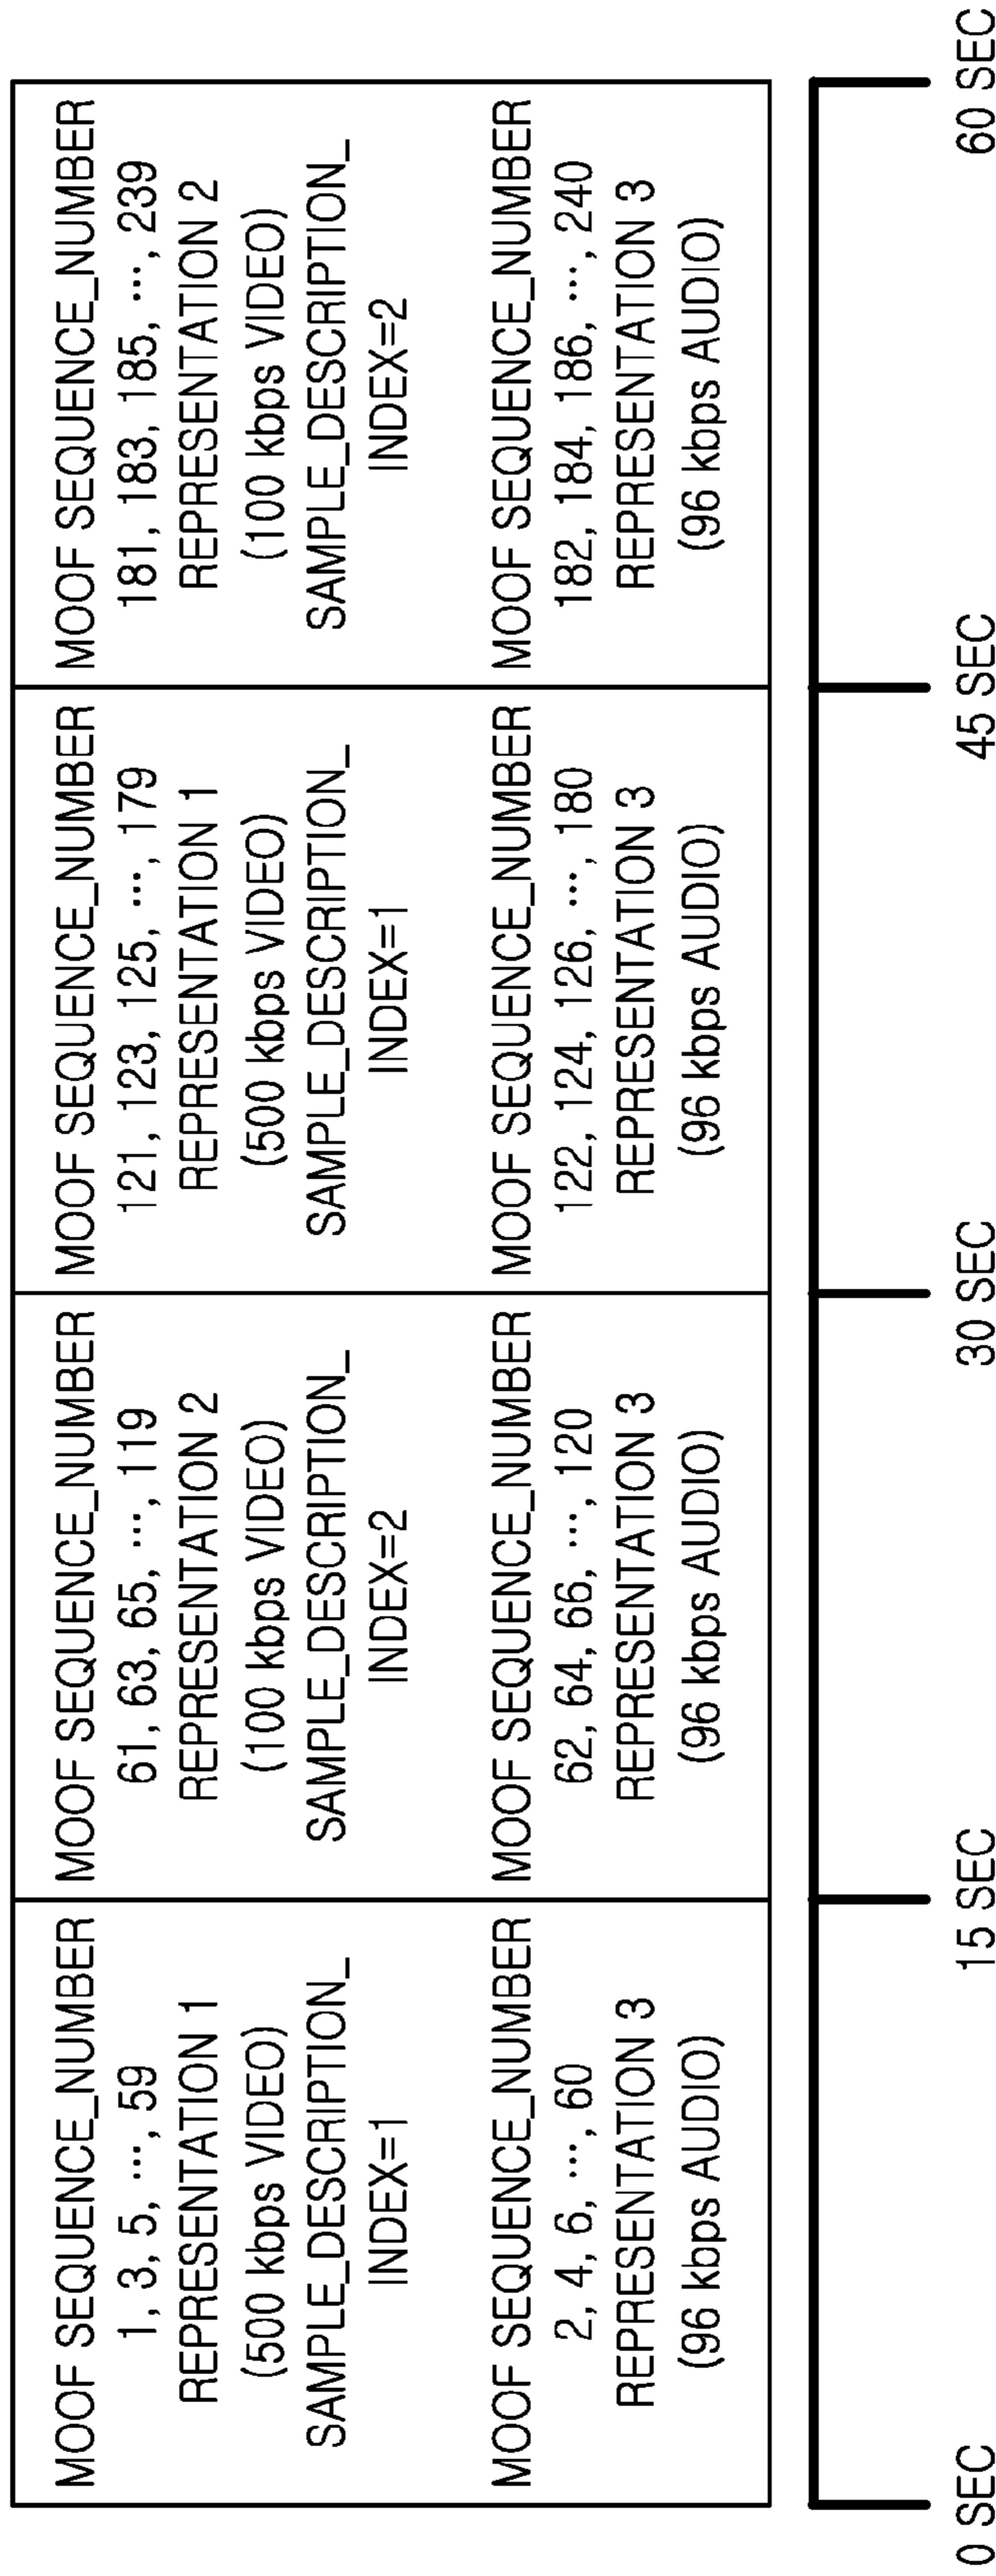 MOOF SEQUENCE_NUMBER
1, 3, 5, ···, 59
REPRESENTATION 1
(500 kbps VIDEO)
SAMPLE_DESCRIPTION_
INDEX=1
MOOF SEQUENCE_NUMBER
2, 4, 6, ···, 60
REPRESENTATION 3
(96 kbps AUDIO)
MOOF SEQUENCE_NUMBER
61, 63, 65, ···, 119
REPRESENTATION 2
(100 kbps VIDEO)
SAMPLE_DESCRIPTION_
INDEX=2
MOOF SEQUENCE_NUMBER
62, 64, 66, ···, 120
REPRESENTATION 3
(96 kbps AUDIO)
MOOF SEQUENCE_NUMBER
121, 123, 125, ···, 179
REPRESENTATION 1
(500 kbps VIDEO)
SAMPLE_DESCRIPTION_
INDEX=1
MOOF SEQUENCE_NUMBER
122, 124, 126, ···, 180
REPRESENTATION 3
(96 kbps AUDIO)
MOOF SEQUENCE_NUMBER
181, 183, 185, ···, 239
REPRESENTATION 2
(100 kbps VIDEO)
SAMPLE_DESCRIPTION_
INDEX=2
MOOF SEQUENCE_NUMBER
182, 184, 186, ···, 240
REPRESENTATION 3
(96 kbps AUDIO)
0 SEC
15 SEC
30 SEC
45 SEC
60 SEC